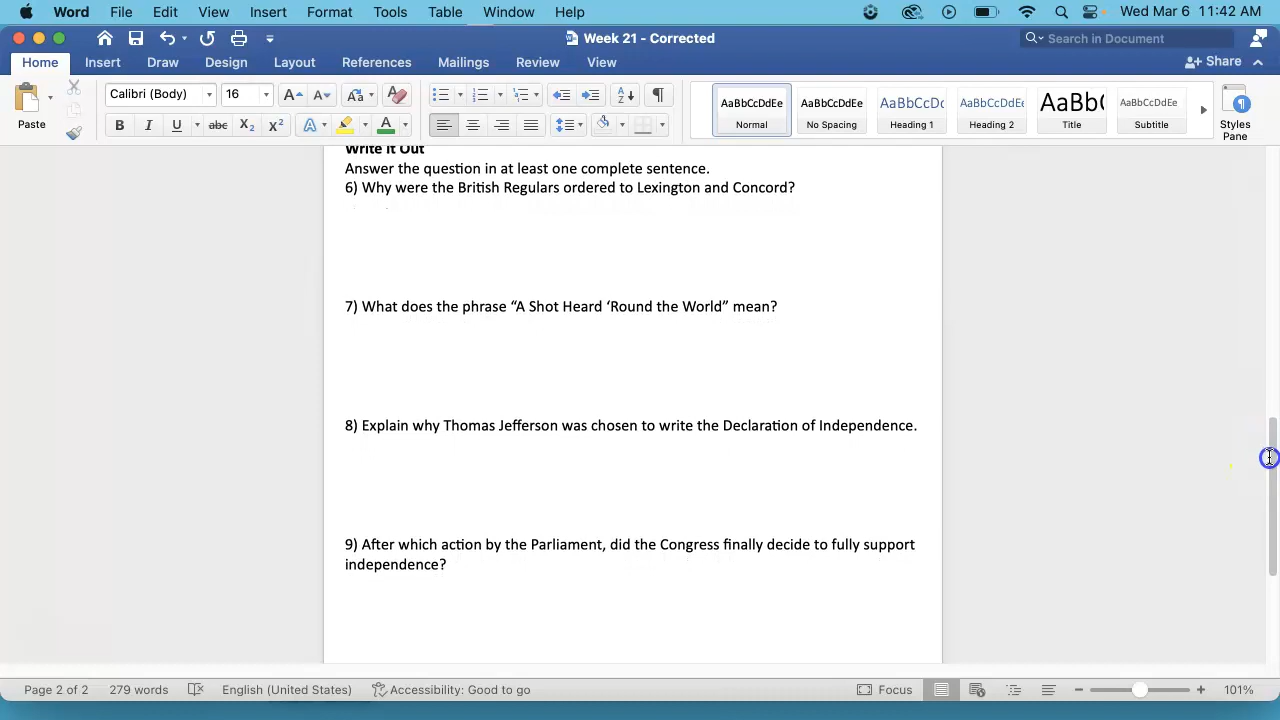 Word File Edit View Insert Format Tools Table Window Help Wed Mar 6 11:42 AM
Week 21 - Corrected Search in Document
Home Insert Draw Design Layout References Mailings Review View Share
Paste Calibri (Body) 16 AaBbCcDdEe AaBbCcDdEe AaBbCcDc AaBbCcDdEe AaBb( AaBbCcDdEe
B I U abc X₂ X² A A Normal No Spacing Heading 1 Heading 2 Title Subtitle Styles Pane
Write It Out
Answer the question in at least one complete sentence.
6) Why were the British Regulars ordered to Lexington and Concord?
7) What does the phrase “A Shot Heard ‘Round the World” mean?
8) Explain why Thomas Jefferson was chosen to write the Declaration of Independence.
9) After which action by the Parliament, did the Congress finally decide to fully support
independence?
Page 2 of 2 279 words English (United States) Accessibility: Good to go Focus 101%